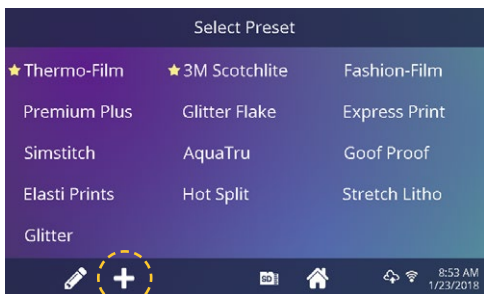 Select Preset
Thermo-Film 3M Scotchlite Fashion-Film
Premium Plus Glitter Flake Express Print
Simstitch AquaTru Goof Proof
Elasti Prints Hot Split Stretch Litho
Glitter
SD 8:53 AM
1/23/2018